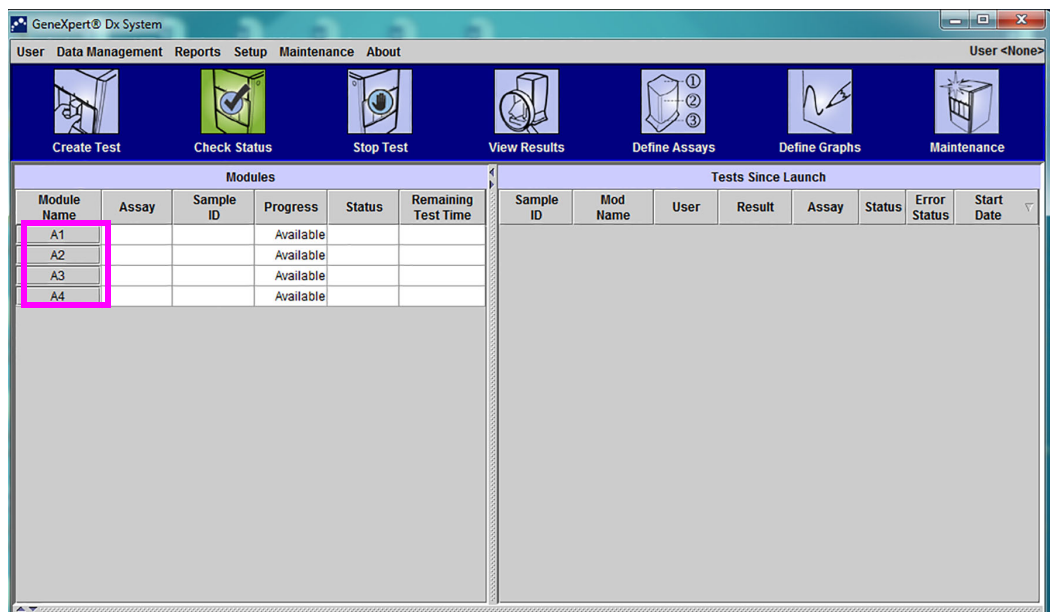 GeneXpert® Dx System
User Data Management Reports Setup Maintenance About User <None>
Create Test Check Status Stop Test View Results Define Assays Define Graphs Maintenance
1
2
3
Modules
Module Name Assay Sample ID Progress Status Remaining Test Time
A1 Available
A2 Available
A3 Available
A4 Available
Tests Since Launch
Sample ID Mod Name User Result Assay Status Error Status Start Date